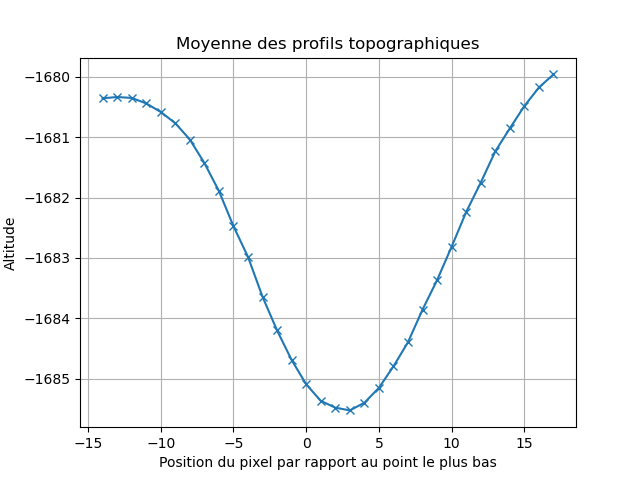 Moyenne des profils topographiques
Altitude
−1680
−1681
−1682
−1683
−1684
−1685
−15 −10 −5 0 5 10 15
Position du pixel par rapport au point le plus bas